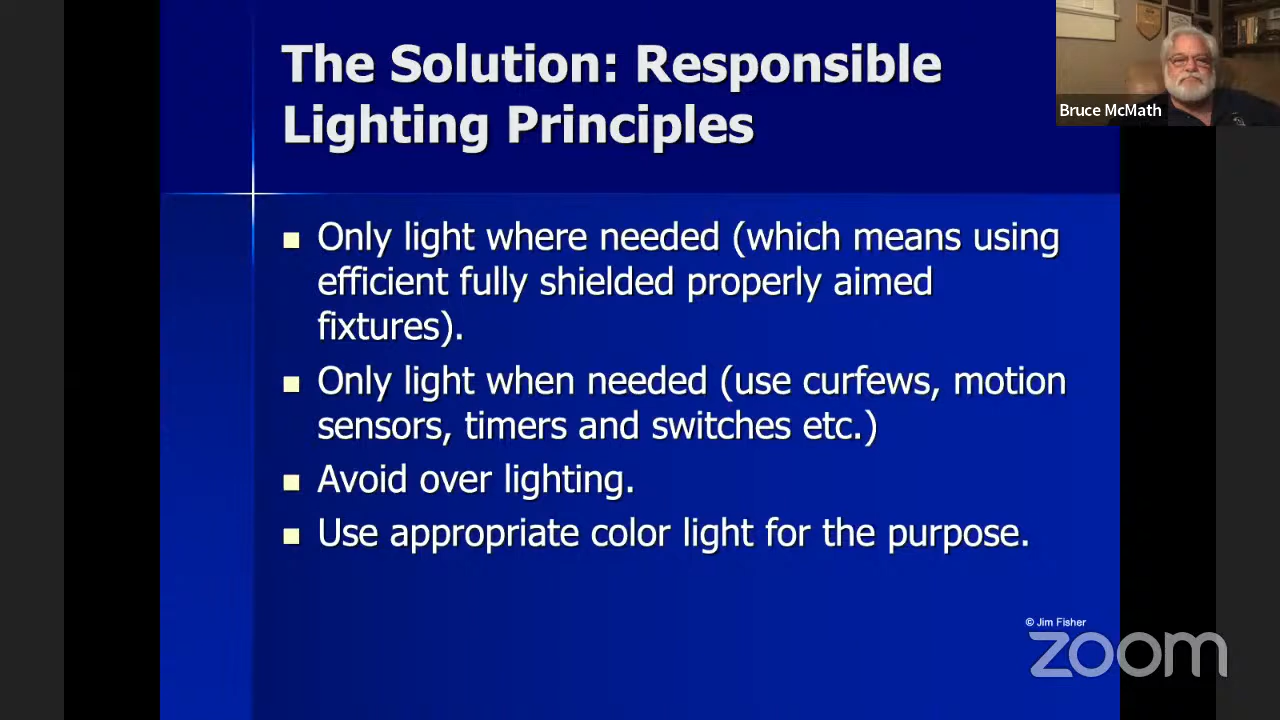 The Solution: Responsible
Lighting Principles
Bruce McMath
Only light where needed (which means using
efficient fully shielded properly aimed
fixtures).
Only light when needed (use curfews, motion
sensors, timers and switches etc.)
Avoid over lighting.
Use appropriate color light for the purpose.
© Jim Fisher
zoom